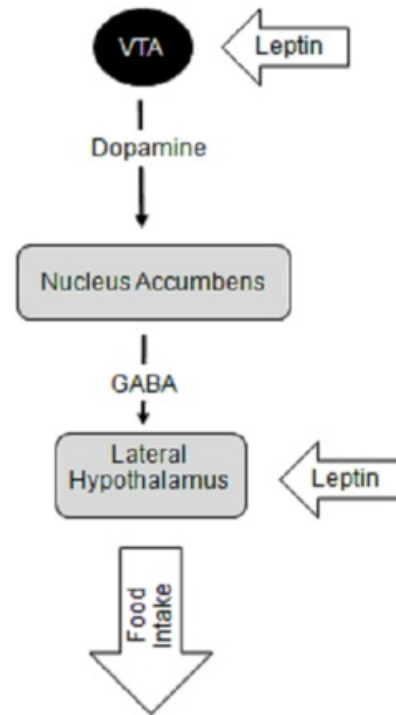 VTA
Leptin
Dopamine
Nucleus Accumbens
GABA
Lateral
Hypothalamus
Leptin
Food
Intake